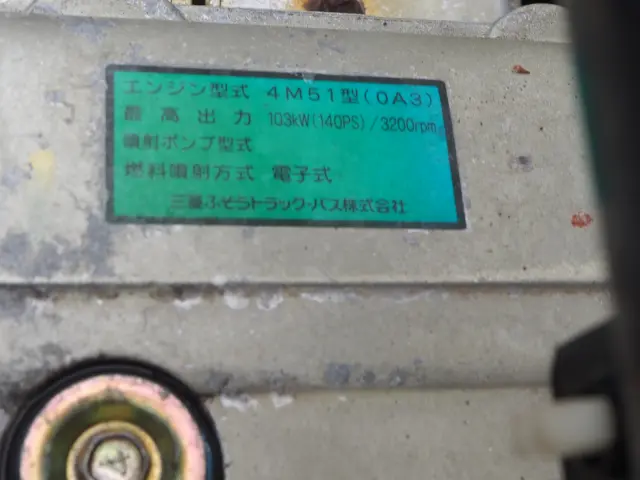 エンジン型式 4M51型(0A3)
最高出力 103kW(140PS)/3200rpm
噴射ポンプ型式
燃料噴射方式 電子式
三菱ふそうトラック・バス株式会社
4